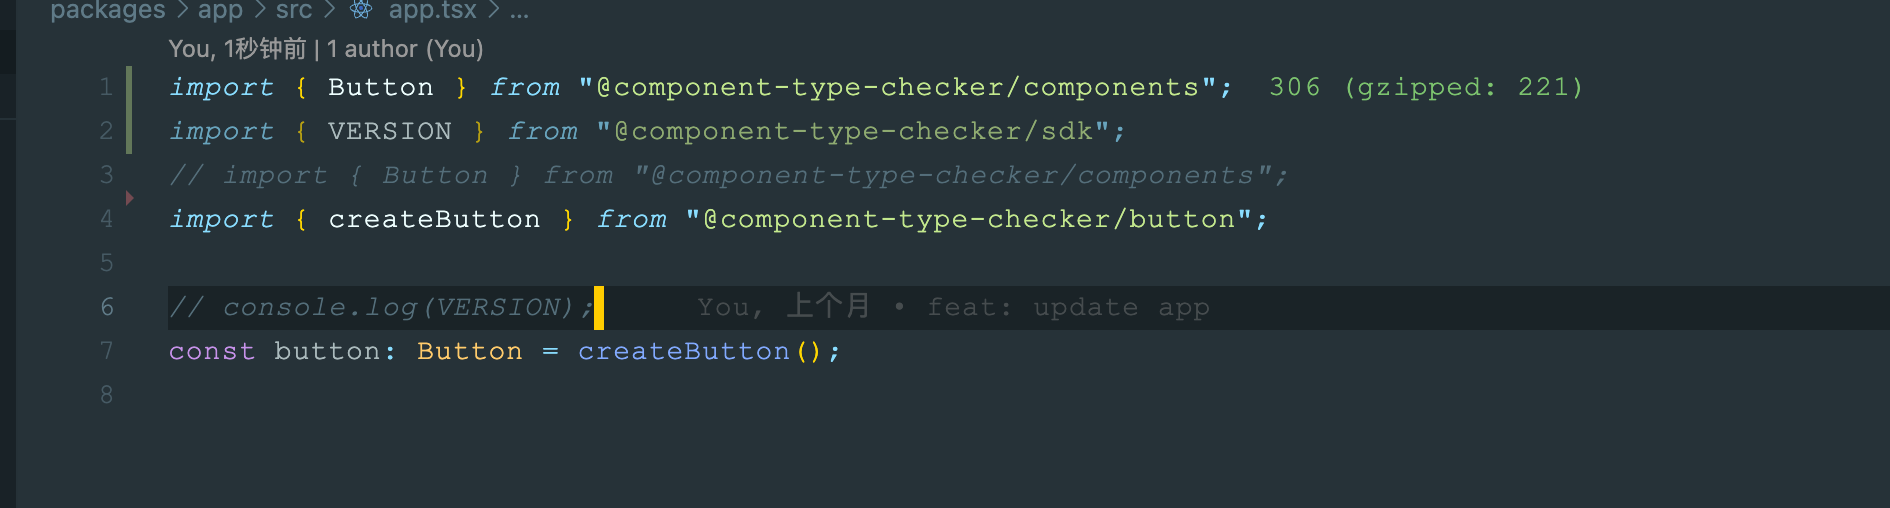 packages > app > src > app.tsx > ...
You, 1秒钟前 | 1 author (You)
1 import { Button } from "@component-type-checker/components"; 306 (gzipped: 221)
2 import { VERSION } from "@component-type-checker/sdk";
3 // import { Button } from "@component-type-checker/components";
4 import { createButton } from "@component-type-checker/button";
5
6 // console.log(VERSION); You, 上个月 • feat: update app
7 const button: Button = createButton();
8